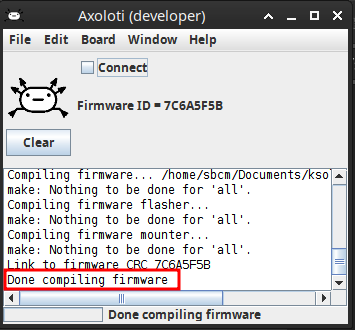 Axoloti (developer)
File Edit Board Window Help
Connect
Firmware ID = 7C6A5F5B
Clear
Compiling firmware... /home/sbcm/Documents/kso
make: Nothing to be done for 'all'.
Compiling firmware flasher...
make: Nothing to be done for 'all'.
Compiling firmware mounter...
make: Nothing to be done for 'all'.
Link to firmware CRC 7C6A5F5B
Done compiling firmware
Done compiling firmware